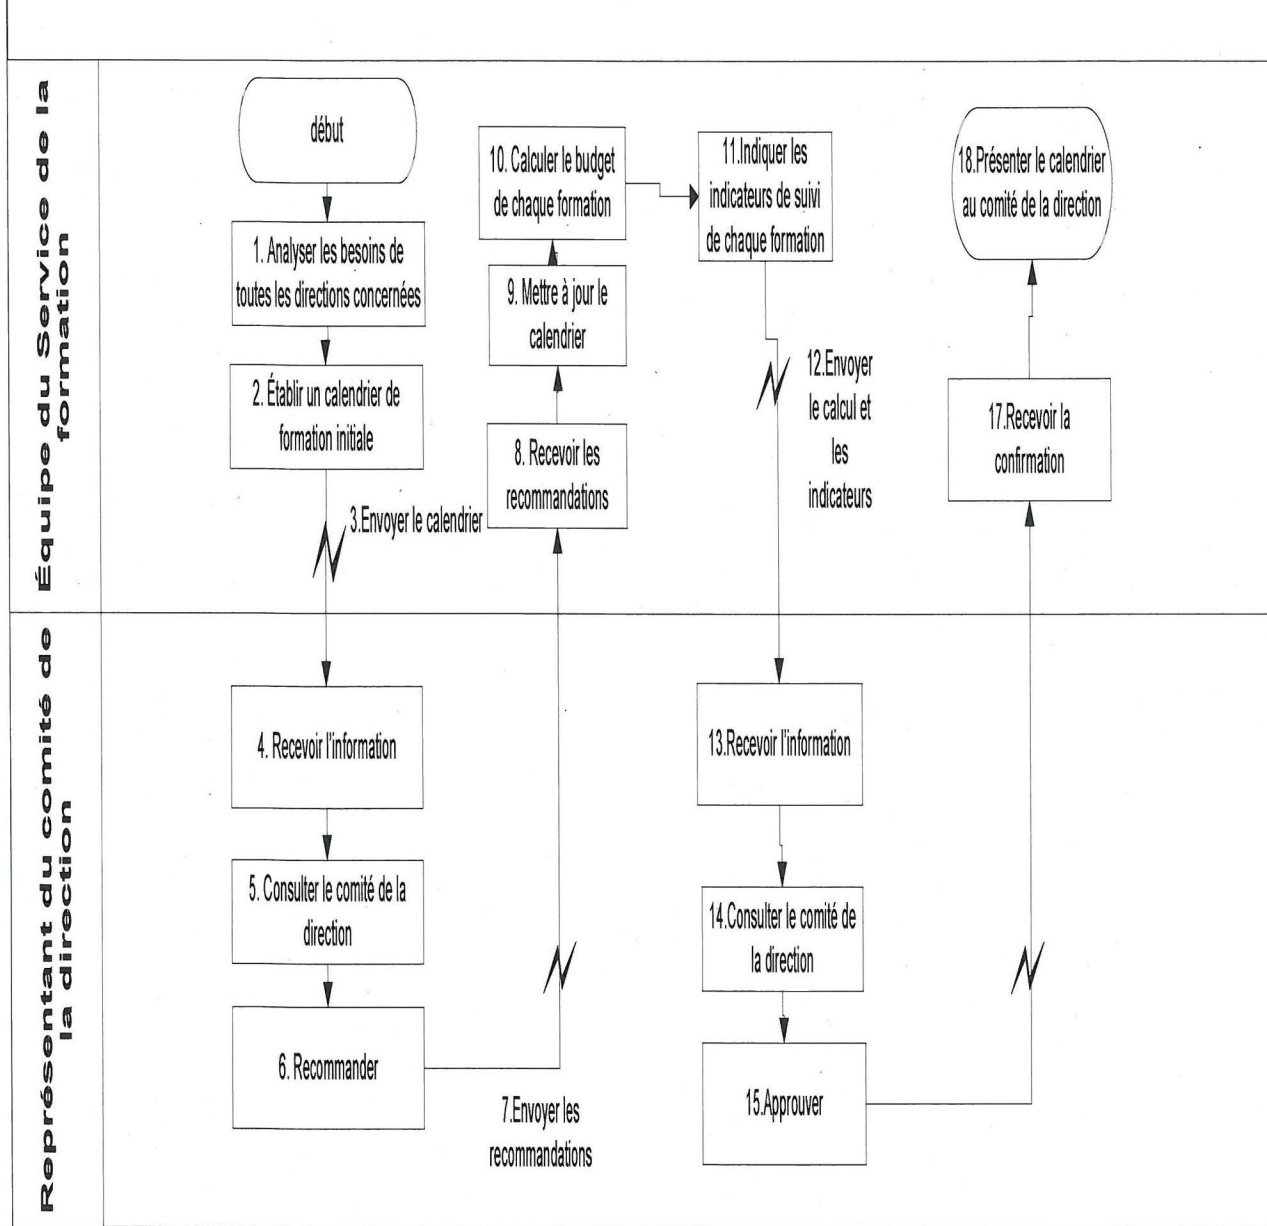 Équipe du Service de la
formation
début
1. Analyser les besoins de
toutes les directions concernées
2. Établir un calendrier de
formation initiale
3.Envoyer le calendrier
8. Recevoir les
recommandations
9. Mettre à jour le
calendrier
10. Calculer le budget
de chaque formation
11.Indiquer les
indicateurs de suivi
de chaque formation
12.Envoyer
le calcul et
les
indicateurs
17.Recevoir la
confirmation
18.Présenter le calendrier
au comité de la direction
Représentant du comité de
la direction
4. Recevoir l'information
5. Consulter le comité de la
direction
6. Recommander
7.Envoyer les
recommandations
13.Recevoir l'information
14.Consulter le comité de
la direction
15.Approuver